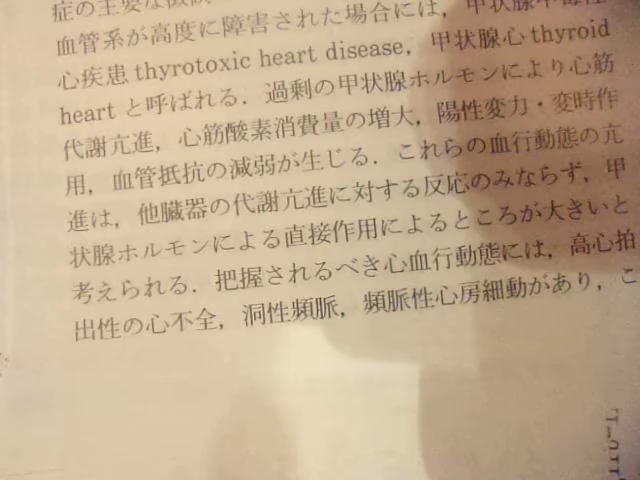 症の主要な
血管系が高度に障害された場合には，甲状腺中毒性
心疾患 thyrotoxic heart disease，甲状腺心 thyroid
heart と呼ばれる．過剰の甲状腺ホルモンにより心筋
代謝亢進，心筋酸素消費量の増大，陽性変力・変時作
用，血管抵抗の減弱が生じる．これらの血行動態の亢
進は，他臓器の代謝亢進に対する反応のみならず，甲
状腺ホルモンによる直接作用によるところが大きいと
考えられる．把握されるべき心血行動態には，高心拍
出性の心不全，洞性頻脈，頻脈性心房細動があり，こ